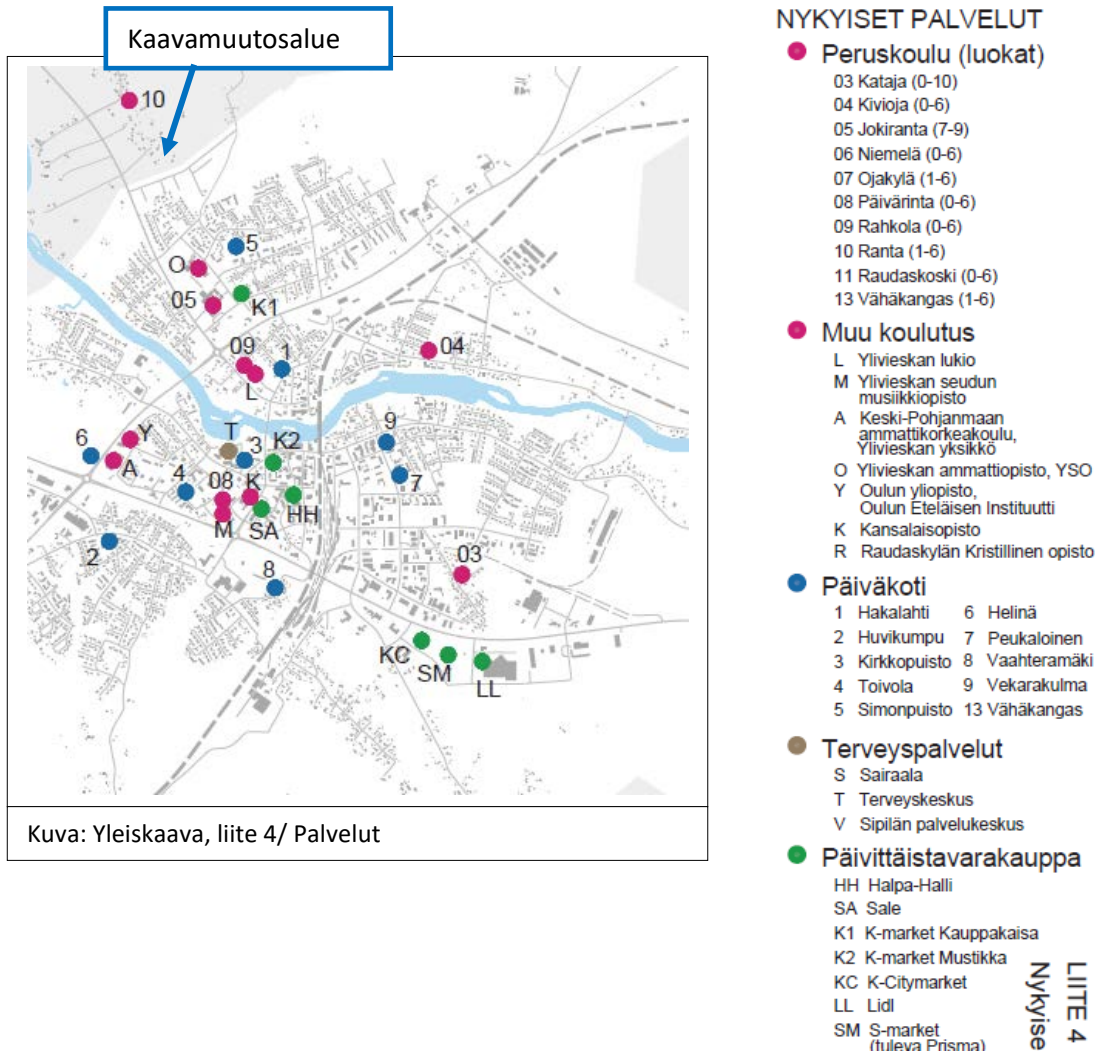 Kaavamuutosalue
10
5
O
05
K1
09
1
04
L
9
T
3
K2
Y
6
A
4
08
K
7
HH
M
SA
2
03
8
KC
SM
LL
Kuva: Yleiskaava, liite 4/ Palvelut
NYKYISET PALVELUT
Peruskoulu (luokat)
03 Kataja (0-10)
04 Kivioja (0-6)
05 Jokiranta (7-9)
06 Niemelä (0-6)
07 Ojakylä (1-6)
08 Päivärinta (0-6)
09 Rahkola (0-6)
10 Ranta (1-6)
11 Raudaskoski (0-6)
13 Vähäkangas (1-6)
Muu koulutus
L Ylivieskan lukio
M Ylivieskan seudun
musiikkiopisto
A Keski-Pohjanmaan
ammattikorkeakoulu,
Ylivieskan yksikkö
O Ylivieskan ammattiopisto, YSO
Y Oulun yliopisto,
Oulun Eteläisen Instituutti
K Kansalaisopisto
R Raudaskylän Kristillinen opisto
Päiväkoti
1 Hakalahti 6 Helinä
2 Huvikumpu 7 Peukaloinen
3 Kirkkopuisto 8 Vaahteramäki
4 Toivola 9 Vekarakulma
5 Simonpuisto 13 Vähäkangas
Terveyspalvelut
S Sairaala
T Terveyskeskus
V Sipilän palvelukeskus
Päivittäistavarakauppa
HH Halpa-Halli
SA Sale
K1 K-market Kauppakaisa
K2 K-market Mustikka
KC K-Citymarket
LL Lidl
SM S-market
(tuleva Prisma)
LIITE 4
Nykyise